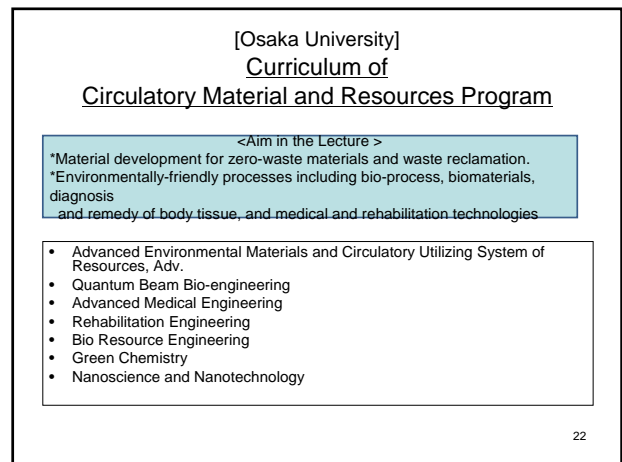 [Osaka University]
Curriculum of
Circulatory Material and Resources Program
<Aim in the Lecture >
*Material development for zero-waste materials and waste reclamation.
*Environmentally-friendly processes including bio-process, biomaterials,
diagnosis
and remedy of body tissue, and medical and rehabilitation technologies
• Advanced Environmental Materials and Circulatory Utilizing System of
Resources, Adv.
• Quantum Beam Bio-engineering
• Advanced Medical Engineering
• Rehabilitation Engineering
• Bio Resource Engineering
• Green Chemistry
• Nanoscience and Nanotechnology
22